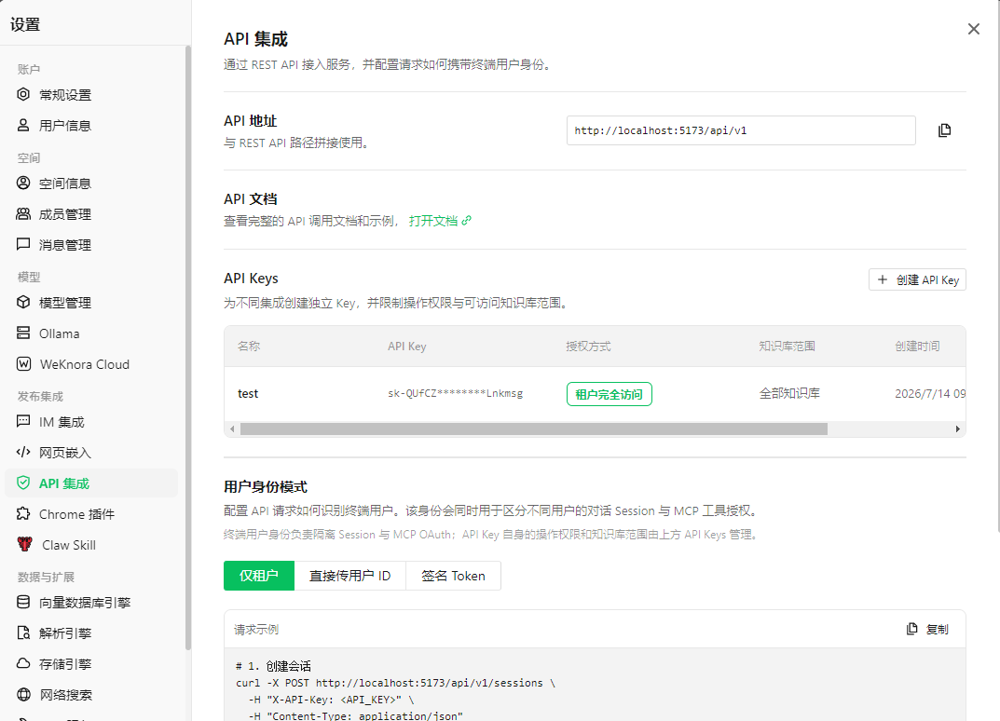 设置
账户
常规设置
用户信息
空间
空间信息
成员管理
消息管理
模型
模型管理
Ollama
WeKnora Cloud
发布集成
IM 集成
网页嵌入
API 集成
Chrome 插件
Claw Skill
数据与扩展
向量数据库引擎
解析引擎
存储引擎
网络搜索
API 集成
通过 REST API 接入服务，并配置请求如何携带终端用户身份。
API 地址
与 REST API 路径拼接使用。
http://localhost:5173/api/v1
API 文档
查看完整的 API 调用文档和示例， 打开文档
API Keys
为不同集成创建独立 Key，并限制操作权限与可访问知识库范围。
创建 API Key
名称 API Key 授权方式 知识库范围 创建时间
test sk-QUfCZ********Lnkmsg 租户完全访问 全部知识库 2026/7/14 09
用户身份模式
配置 API 请求如何识别终端用户。该身份会同时用于区分不同用户的对话 Session 与 MCP 工具授权。
终端用户身份负责隔离 Session 与 MCP OAuth；API Key 自身的操作权限和知识库范围由上方 API Keys 管理。
仅租户 直接传用户 ID 签名 Token
请求示例 复制
# 1. 创建会话
curl -X POST http://localhost:5173/api/v1/sessions \
-H "X-API-Key: <API_KEY>" \
-H "Content-Type: application/json"